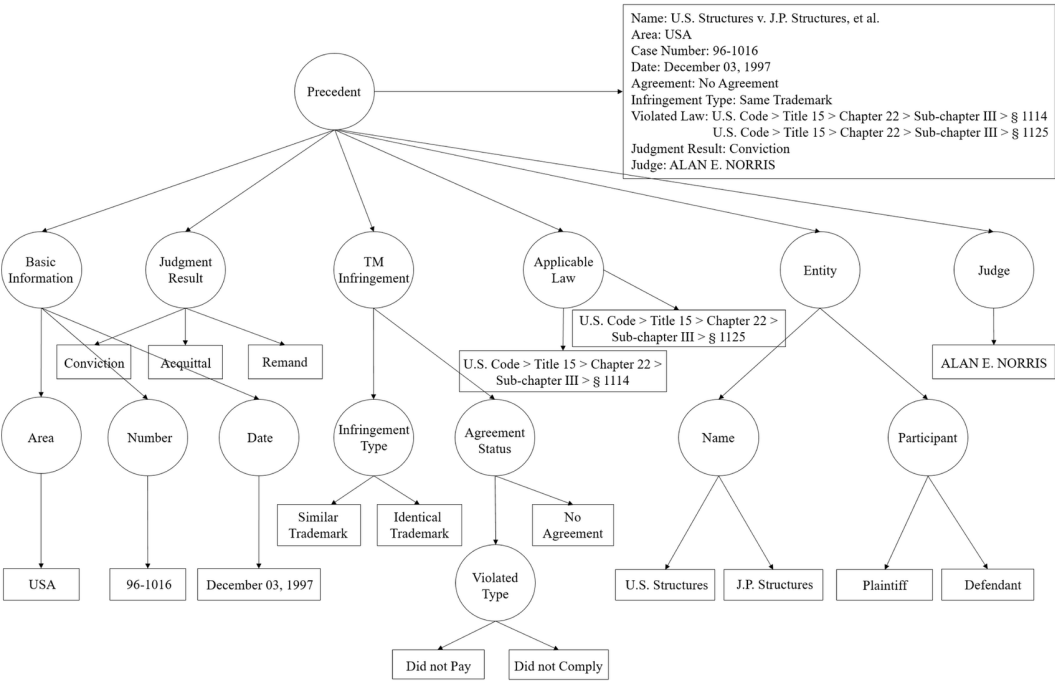 Name: U.S. Structures v. J.P. Structures, et al.
Area: USA
Case Number: 96-1016
Date: December 03, 1997
Agreement: No Agreement
Infringement Type: Same Trademark
Violated Law: U.S. Code > Title 15 > Chapter 22 > Sub-chapter III > § 1114
U.S. Code > Title 15 > Chapter 22 > Sub-chapter III > § 1125
Judgment Result: Conviction
Judge: ALAN E. NORRIS
Precedent
Basic
Information
Judgment
Result
TM
Infringement
Applicable
Law
Entity
Judge
U.S. Code > Title 15 > Chapter 22 >
Sub-chapter III > § 1125
Conviction
Acquittal
Remand
U.S. Code > Title 15 > Chapter 22 >
Sub-chapter III > § 1114
ALAN E. NORRIS
Area
Number
Date
Infringement
Type
Agreement
Status
Name
Participant
Similar
Trademark
Identical
Trademark
No
Agreement
USA
96-1016
December 03, 1997
Violated
Type
U.S. Structures
J.P. Structures
Plaintiff
Defendant
Did not Pay
Did not Comply